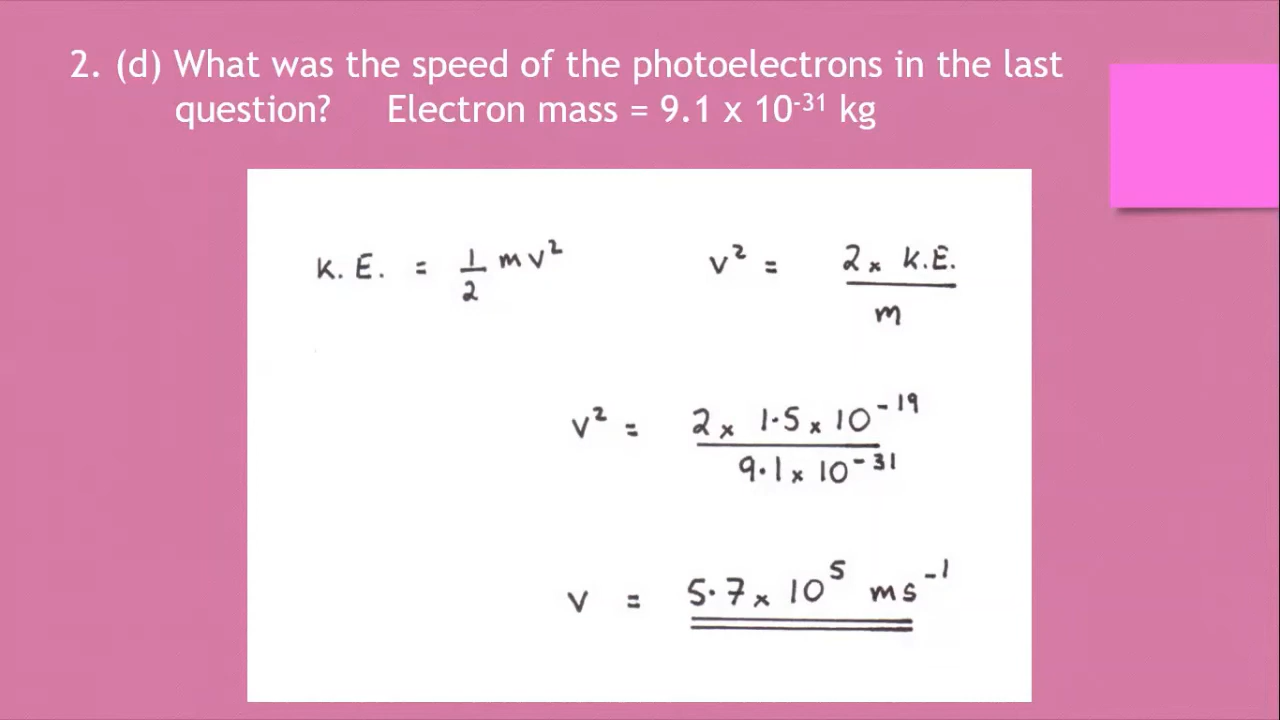 2. (d) What was the speed of the photoelectrons in the last
question? Electron mass = 9.1 x 10⁻³¹ kg
K.E. = 1/2 mv² v² = 2 x K.E. / m
v² = 2 x 1.5 x 10⁻¹⁹ / 9.1 x 10⁻³¹
v = 5.7 x 10⁵ ms⁻¹